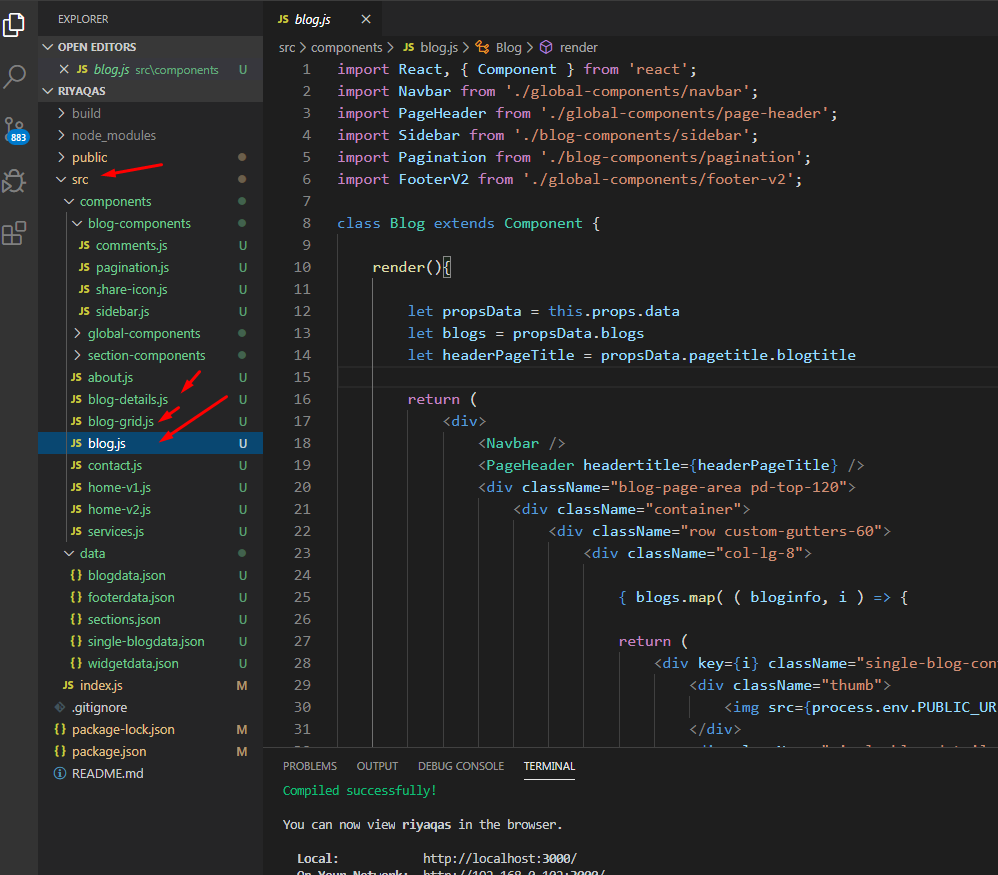 EXPLORER
OPEN EDITORS
JS blog.js src\components U
RIYAQAS
build
node_modules
public
src
components
blog-components
JS comments.js U
JS pagination.js U
JS share-icon.js U
JS sidebar.js U
global-components
section-components
JS about.js U
JS blog-details.js U
JS blog-grid.js U
JS blog.js U
JS contact.js U
JS home-v1.js U
JS home-v2.js U
JS services.js U
data
{} blogdata.json U
{} footerdata.json U
{} sections.json U
{} single-blogdata.json U
{} widgetdata.json U
JS index.js M
.gitignore
{} package-lock.json M
{} package.json M
README.md
883
JS blog.js
src > components > JS blog.js > Blog > render
1 import React, { Component } from 'react';
2 import Navbar from './global-components/navbar';
3 import PageHeader from './global-components/page-header';
4 import Sidebar from './blog-components/sidebar';
5 import Pagination from './blog-components/pagination';
6 import FooterV2 from './global-components/footer-v2';
7
8 class Blog extends Component {
9
10 render(){
11
12 let propsData = this.props.data
13 let blogs = propsData.blogs
14 let headerPageTitle = propsData.pagetitle.blogtitle
15
16 return (
17 <div>
18 <Navbar />
19 <PageHeader headertitle={headerPageTitle} />
20 <div className="blog-page-area pd-top-120">
21 <div className="container">
22 <div className="row custom-gutters-60">
23 <div className="col-lg-8">
24
25 { blogs.map( ( bloginfo, i ) => {
26
27 return (
28 <div key={i} className="single-blog-con
29 <div className="thumb">
30 <img src={process.env.PUBLIC_UR
31 </div>
PROBLEMS OUTPUT DEBUG CONSOLE TERMINAL
Compiled successfully!
You can now view riyaqas in the browser.
Local: http://localhost:3000/
On Your Network: http://192.168.0.102:3000/